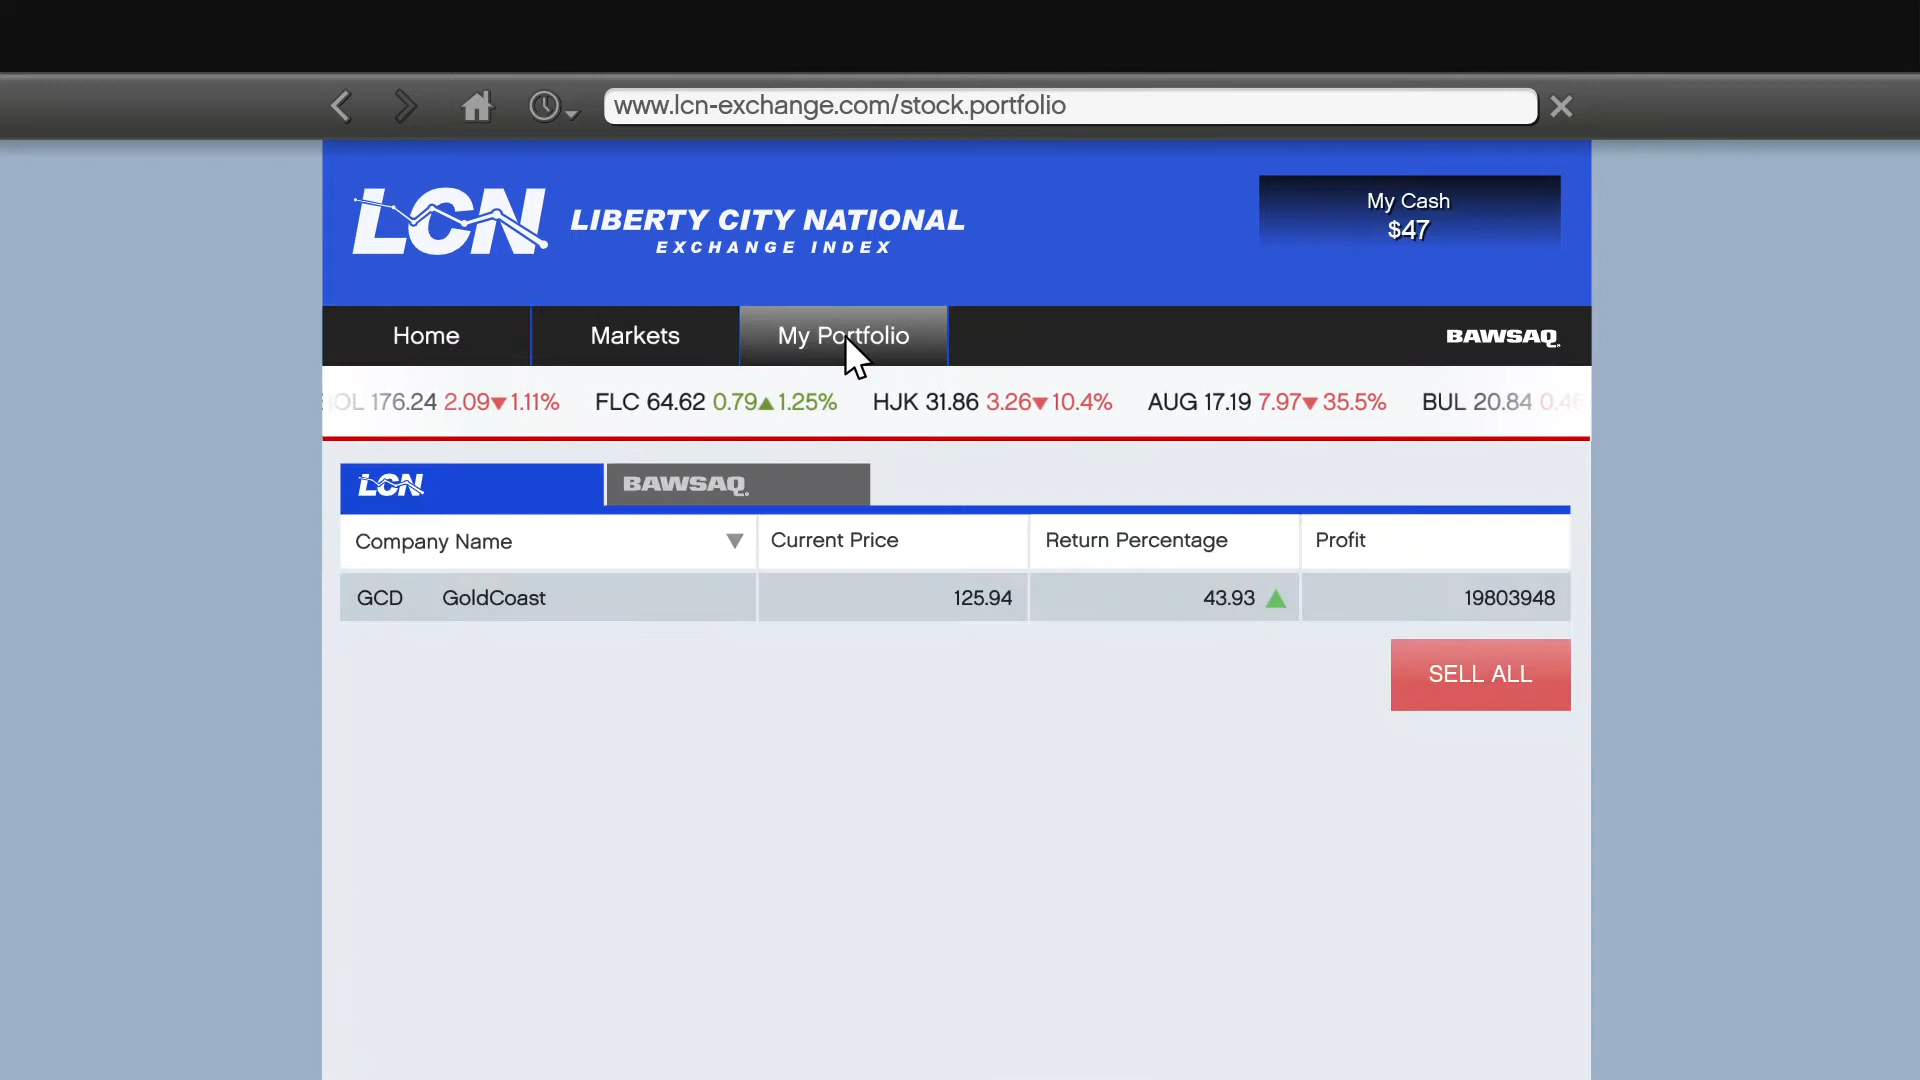 www.lcn-exchange.com/stock.portfolio
LCN
LIBERTY CITY NATIONAL
EXCHANGE INDEX
My Cash
$47
Home Markets My Portfolio BAWSAQ
176.24 2.09▼1.11% FLC 64.62 0.79▲1.25% HJK 31.86 3.26▼10.4% AUG 17.19 7.97▼35.5% BUL 20.84 0.46
LCN BAWSAQ
Company Name ▼ Current Price Return Percentage Profit
GCD GoldCoast 125.94 43.93 ▲ 19803948
SELL ALL